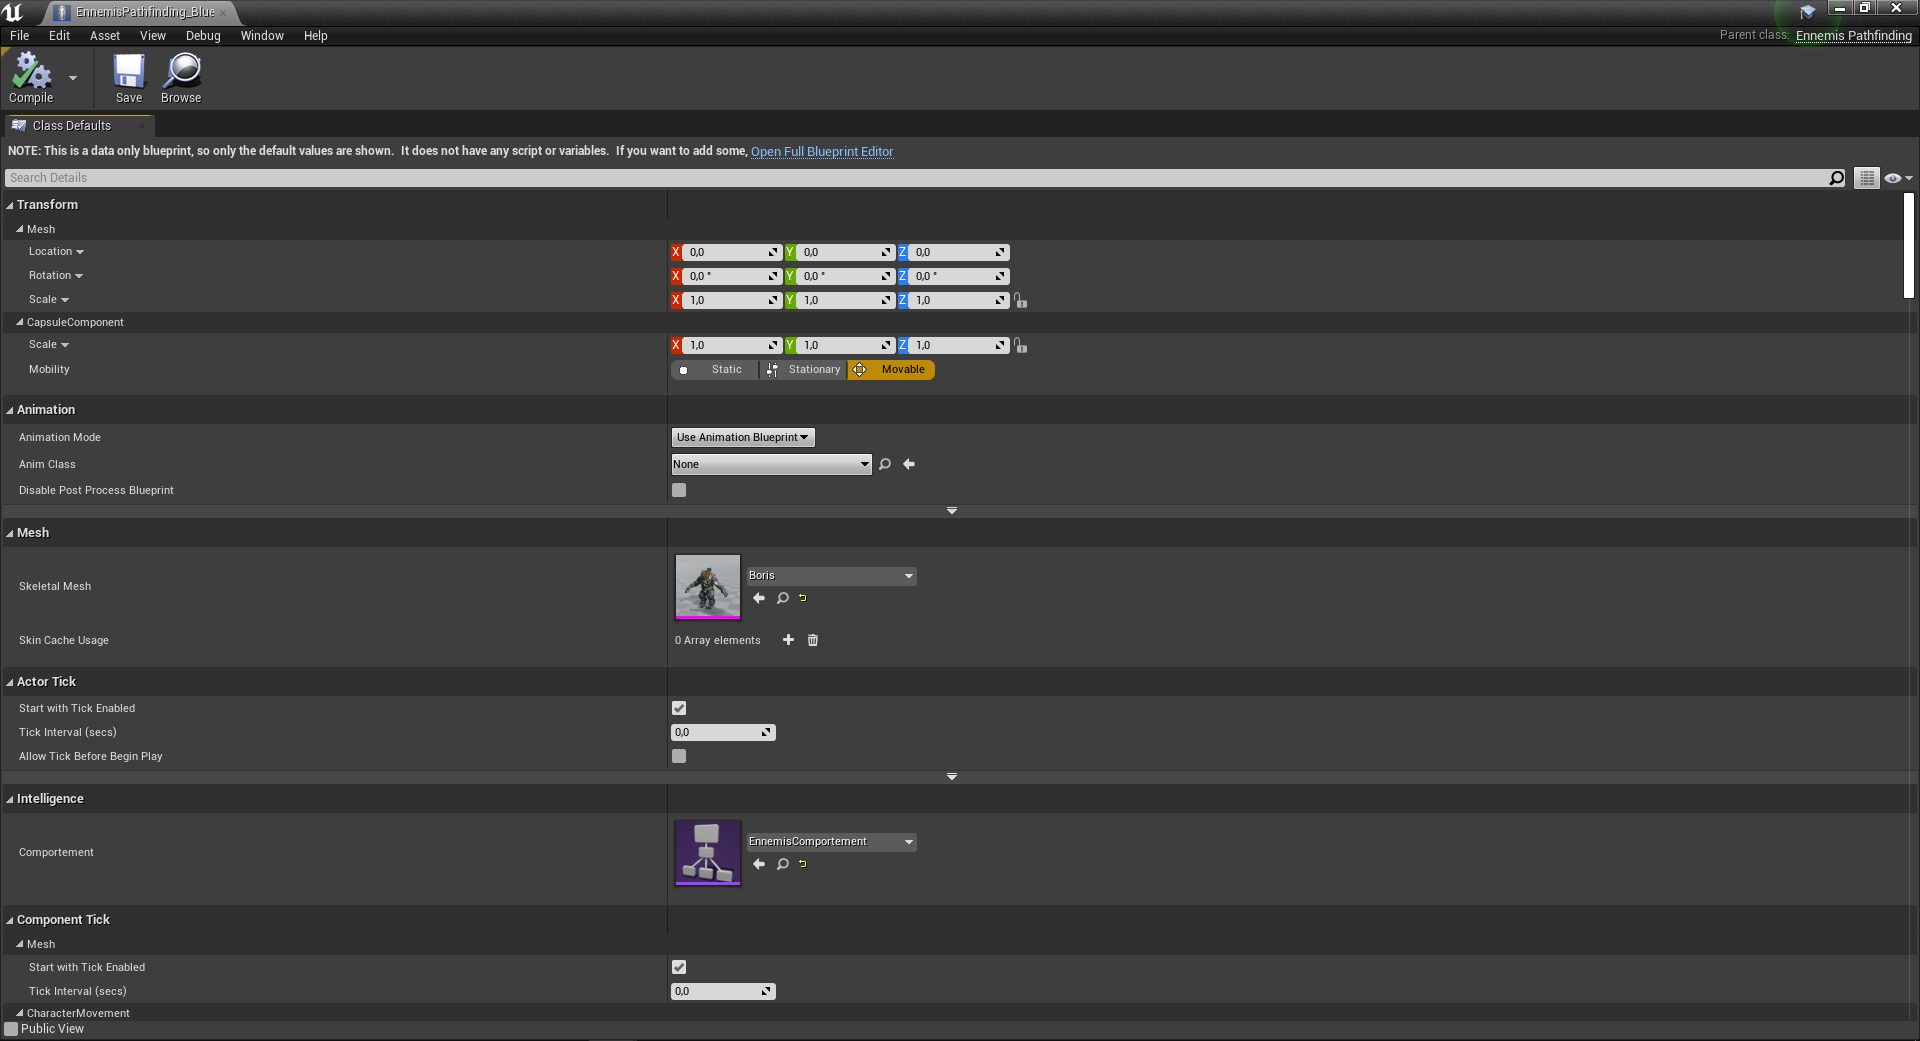 EnnemisPathfinding_Blue
File Edit Asset View Debug Window Help
Parent class: Ennemis Pathfinding
Compile Save Browse
Class Defaults
NOTE: This is a data only blueprint, so only the default values are shown. It does not have any script or variables. If you want to add some, Open Full Blueprint Editor
Search Details
Transform
Mesh
Location X 0,0 Y 0,0 Z 0,0
Rotation X 0,0 ° Y 0,0 ° Z 0,0 °
Scale X 1,0 Y 1,0 Z 1,0
CapsuleComponent
Scale X 1,0 Y 1,0 Z 1,0
Mobility Static Stationary Movable
Animation
Animation Mode Use Animation Blueprint
Anim Class None
Disable Post Process Blueprint
Mesh
Skeletal Mesh Boris
Skin Cache Usage 0 Array elements
Actor Tick
Start with Tick Enabled
Tick Interval (secs) 0,0
Allow Tick Before Begin Play
Intelligence
Comportement EnnemisComportement
Component Tick
Mesh
Start with Tick Enabled
Tick Interval (secs) 0,0
CharacterMovement
Public View